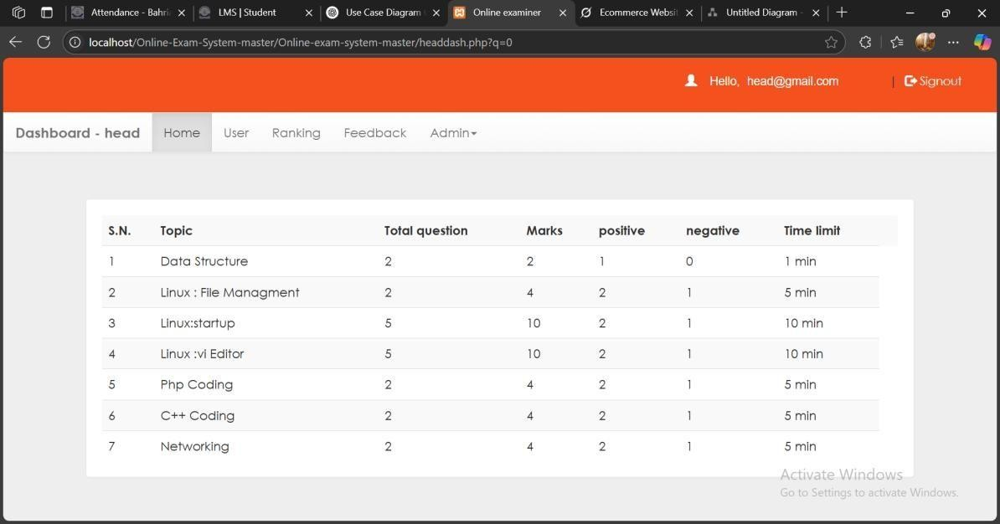 Attendance - Bahri LMS | Student Use Case Diagram Online examiner Ecommerce Websit Untitled Diagram -
localhost/Online-Exam-System-master/Online-exam-system-master/headdash.php?q=0
Hello, head@gmail.com | Signout
Dashboard - head Home User Ranking Feedback Admin
S.N. Topic Total question Marks positive negative Time limit
1 Data Structure 2 2 1 0 1 min
2 Linux : File Managment 2 4 2 1 5 min
3 Linux:startup 5 10 2 1 10 min
4 Linux :vi Editor 5 10 2 1 10 min
5 Php Coding 2 4 2 1 5 min
6 C++ Coding 2 4 2 1 5 min
7 Networking 2 4 2 1 5 min
Activate Windows
Go to Settings to activate Windows.